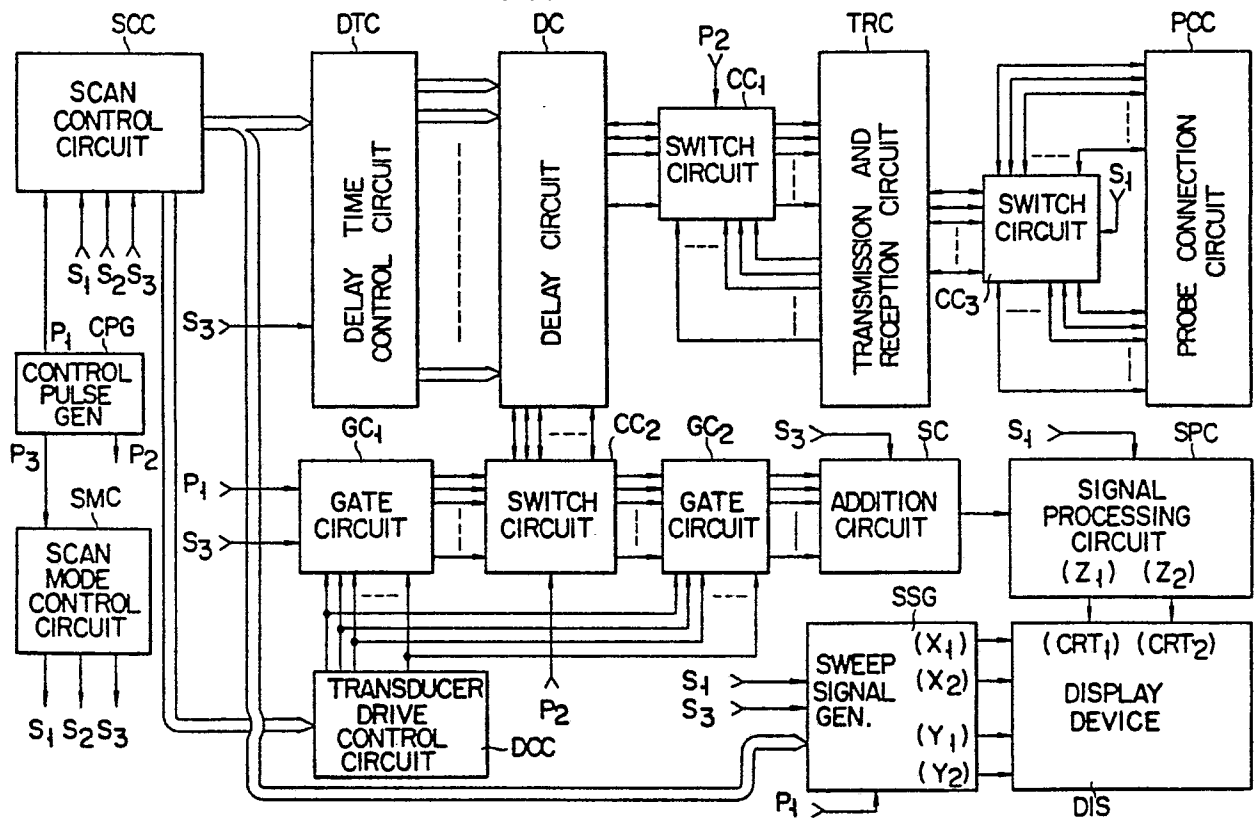 SCC
DTC
DC
P2
TRC
PCC
CC1
SCAN
CONTROL
CIRCUIT
DELAY TIME
CONTROL CIRCUIT
DELAY CIRCUIT
SWITCH
CIRCUIT
TRANSMISSION AND
RECEPTION CIRCUIT
S1
SWITCH
CIRCUIT
CC3
PROBE CONNECTION
CIRCUIT
S1 S2 S3
S3
P1
CPG
CONTROL
PULSE
GEN
P3
P2
GC1
CC2
GC2
S3
SC
S1
SPC
P1
S3
GATE
CIRCUIT
SWITCH
CIRCUIT
GATE
CIRCUIT
ADDITION
CIRCUIT
SIGNAL
PROCESSING
CIRCUIT
(Z1) (Z2)
SMC
SCAN
MODE
CONTROL
CIRCUIT
S1 S2 S3
TRANSDUCER
DRIVE
CONTROL
CIRCUIT
DCC
P2
SSG
S1
S3
SWEEP
SIGNAL
GEN.
(X1)
(X2)
(Y1)
(Y2)
P1
(CRT1) (CRT2)
DISPLAY
DEVICE
DIS